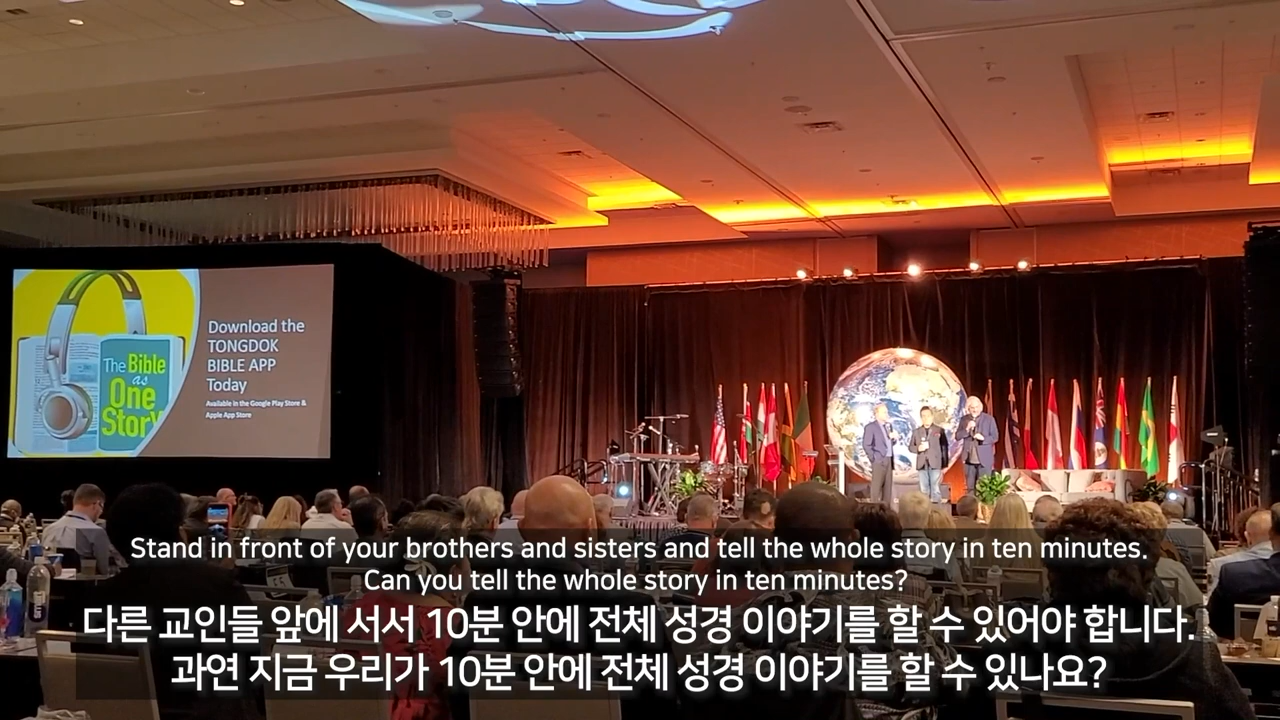 The Bible
as
One
Story
Download the
TONGDOK
BIBLE APP
Today
Available in the Google Play Store &
Apple App Store
Stand in front of your brothers and sisters and tell the whole story in ten minutes.
Can you tell the whole story in ten minutes?
다른 교인들 앞에 서서 10분 안에 전체 성경 이야기를 할 수 있어야 합니다.
과연 지금 우리가 10분 안에 전체 성경 이야기를 할 수 있나요?